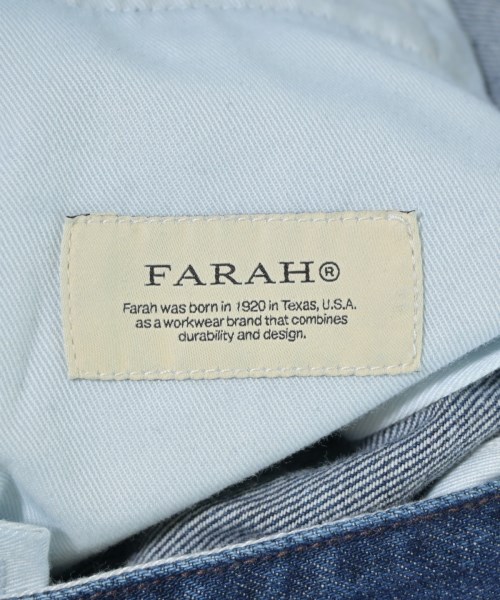 FARAH®
Farah was born in 1920 in Texas, U.S.A.
as a workwear brand that combines
durability and design.